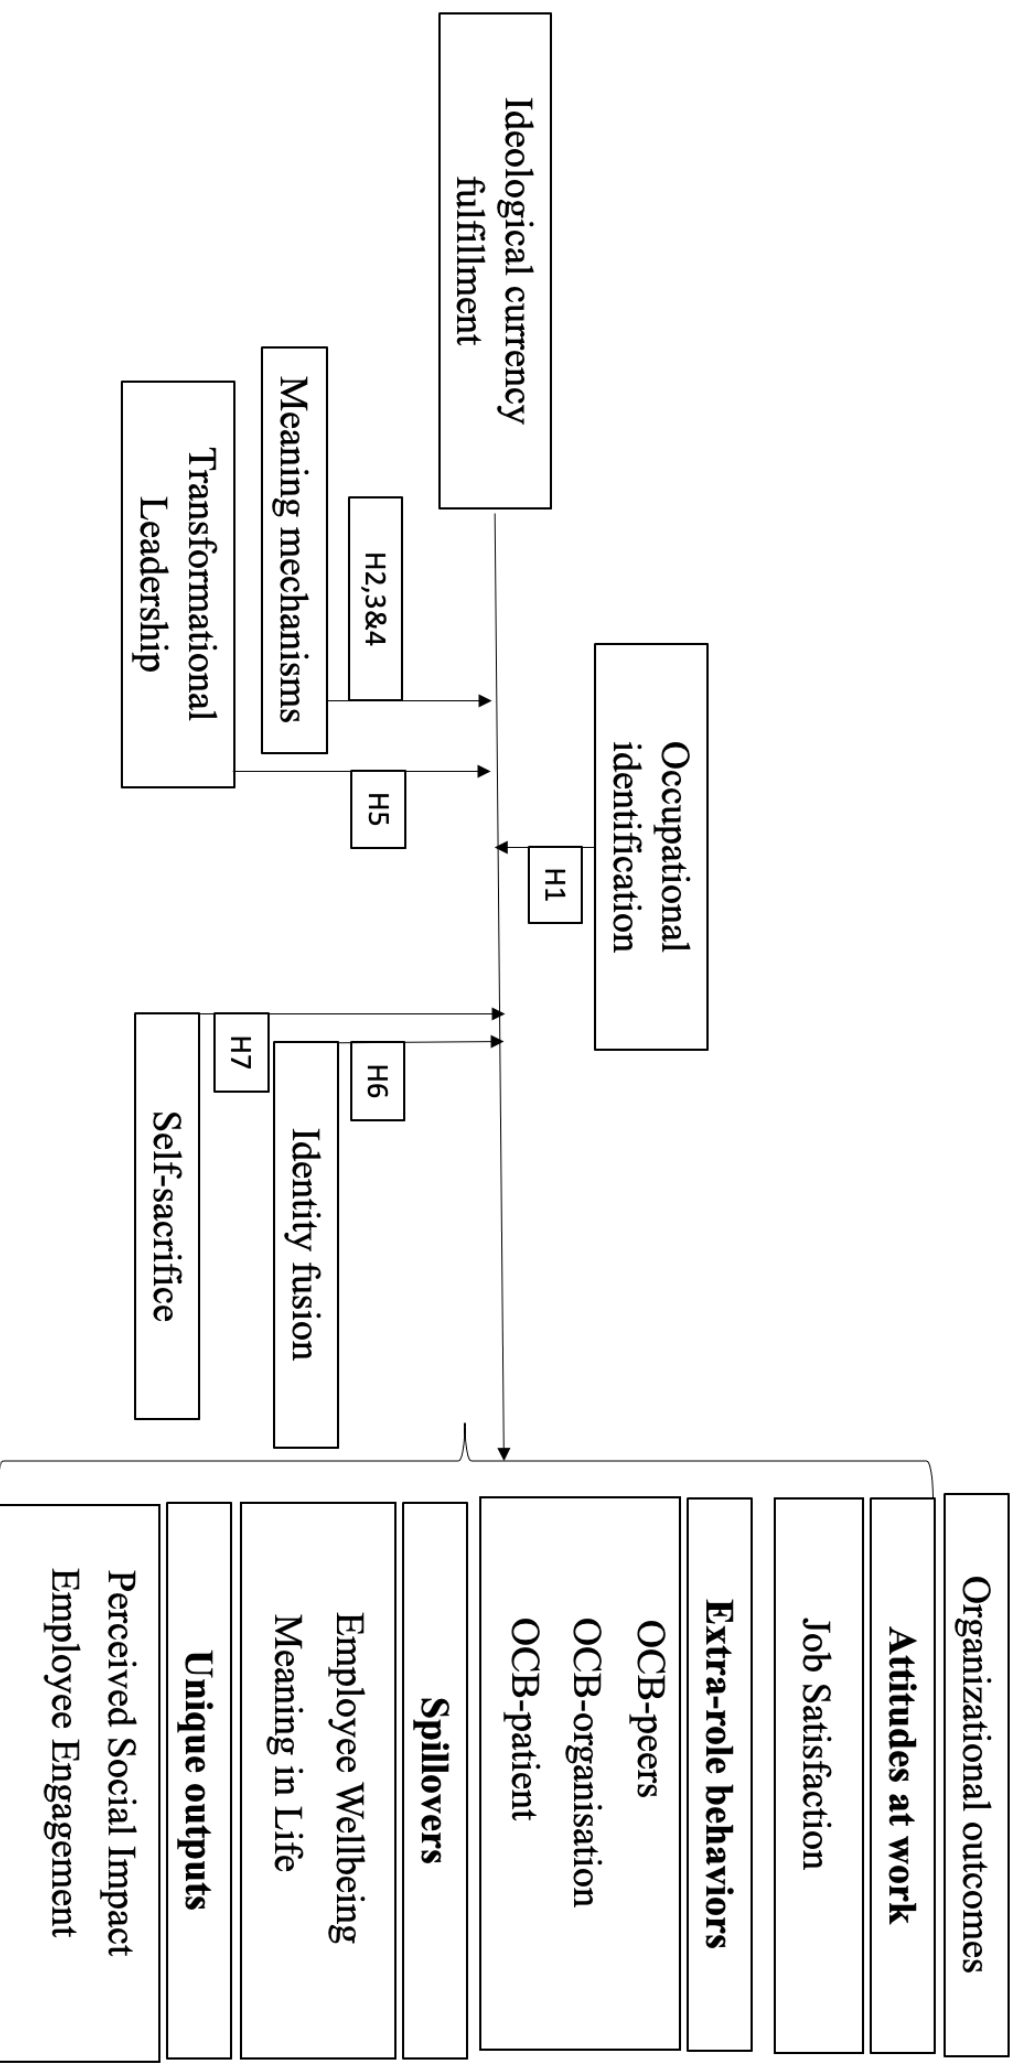 Organizational outcomes
Attitudes at work
Job Satisfaction
Extra-role behaviors
OCB-peers
OCB-organisation
OCB-patient
Spillovers
Employee Wellbeing
Meaning in Life
Unique outputs
Perceived Social Impact
Employee Engagement
Occupational
identification
H1
Ideological currency
fulfillment
H2,3&4
H5
H6
Meaning mechanisms
Identity fusion
H7
Transformational
Leadership
Self-sacrifice